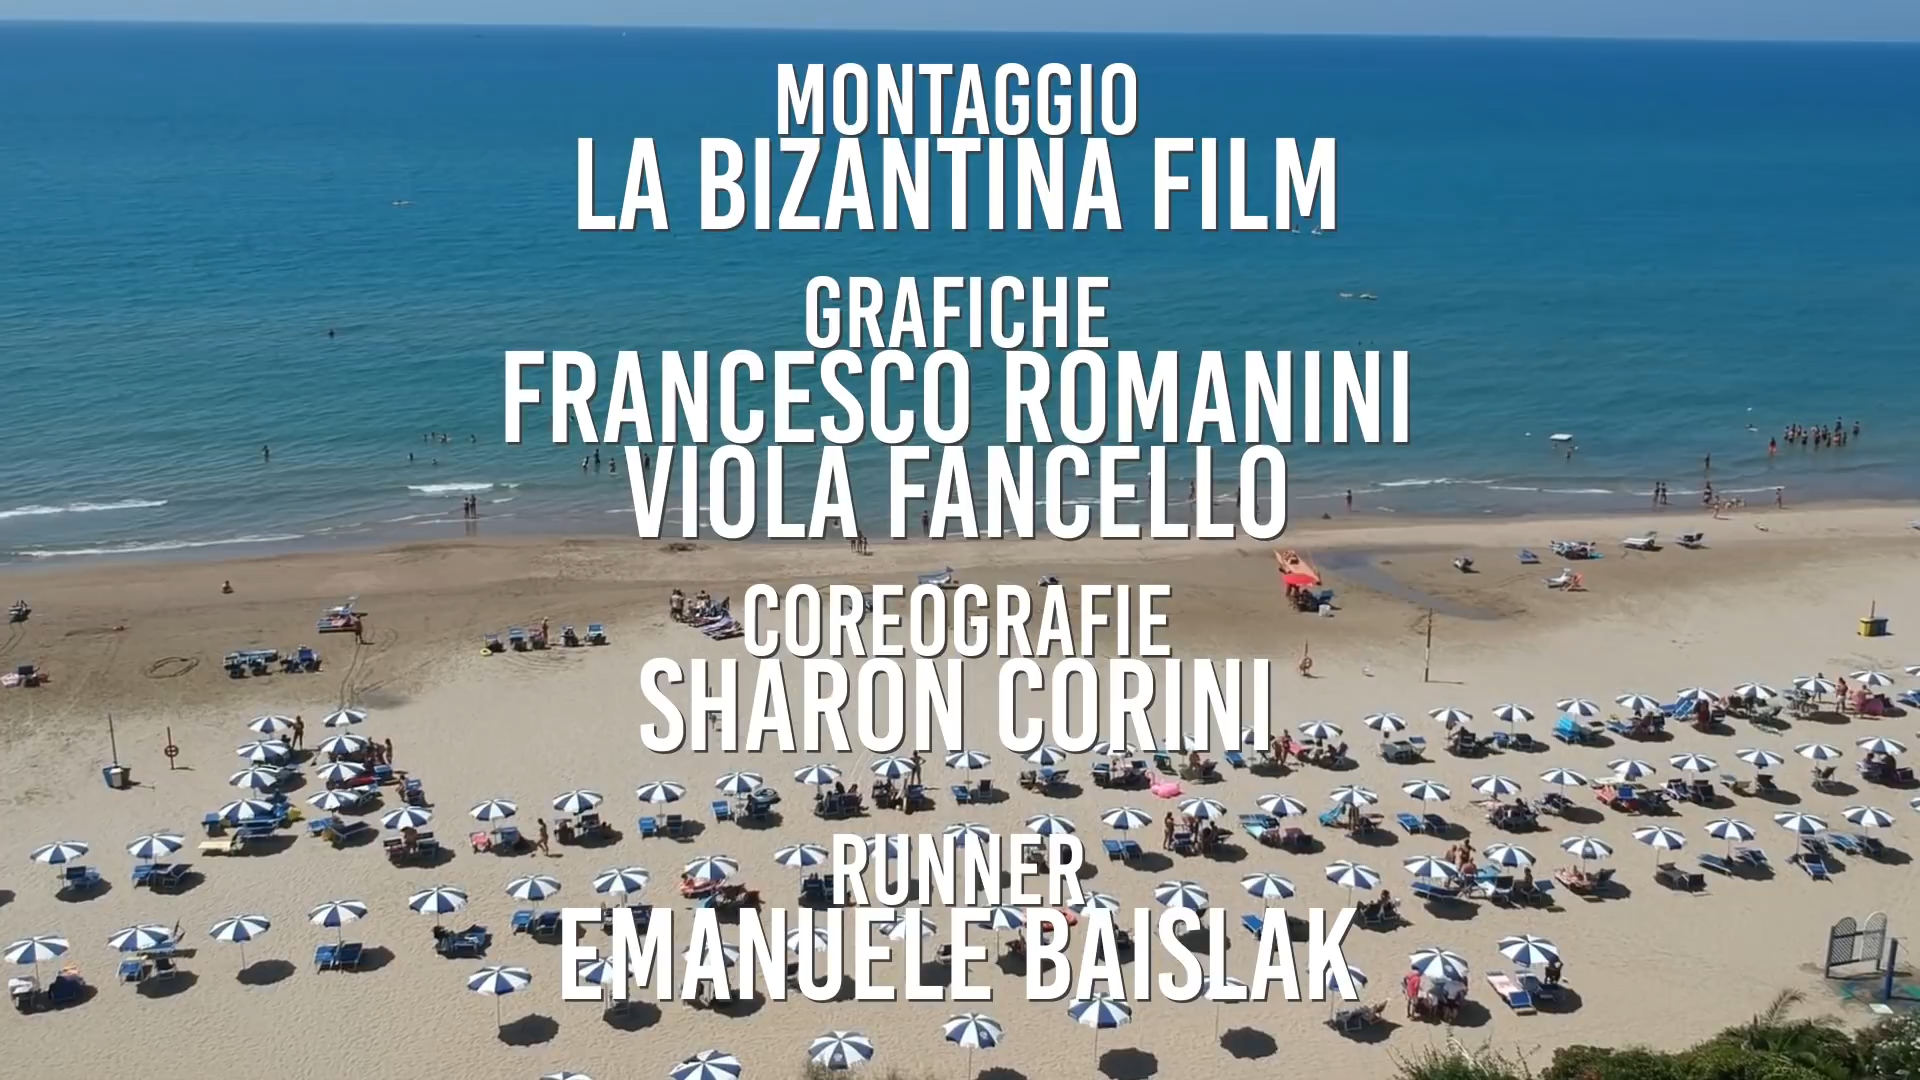 MONTAGGIO
LA BIZANTINA FILM
GRAFICHE
FRANCESCO ROMANINI
VIOLA FANCELLO
COREOGRAFIE
SHARON CORINI
RUNNER
EMANUELE BAISLAK